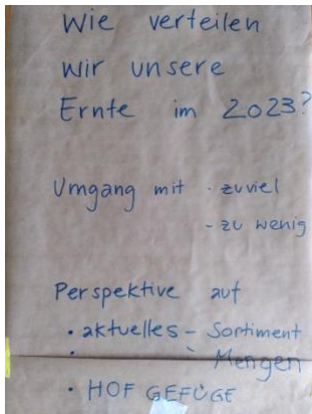 Wie verteilen
wir unsere
Ernte im 2023?
Umgang mit · zuviel
- zu wenig
Perspektive auf
• aktuelles - Sortiment
• - Mengen
• HOF GEFÜGE